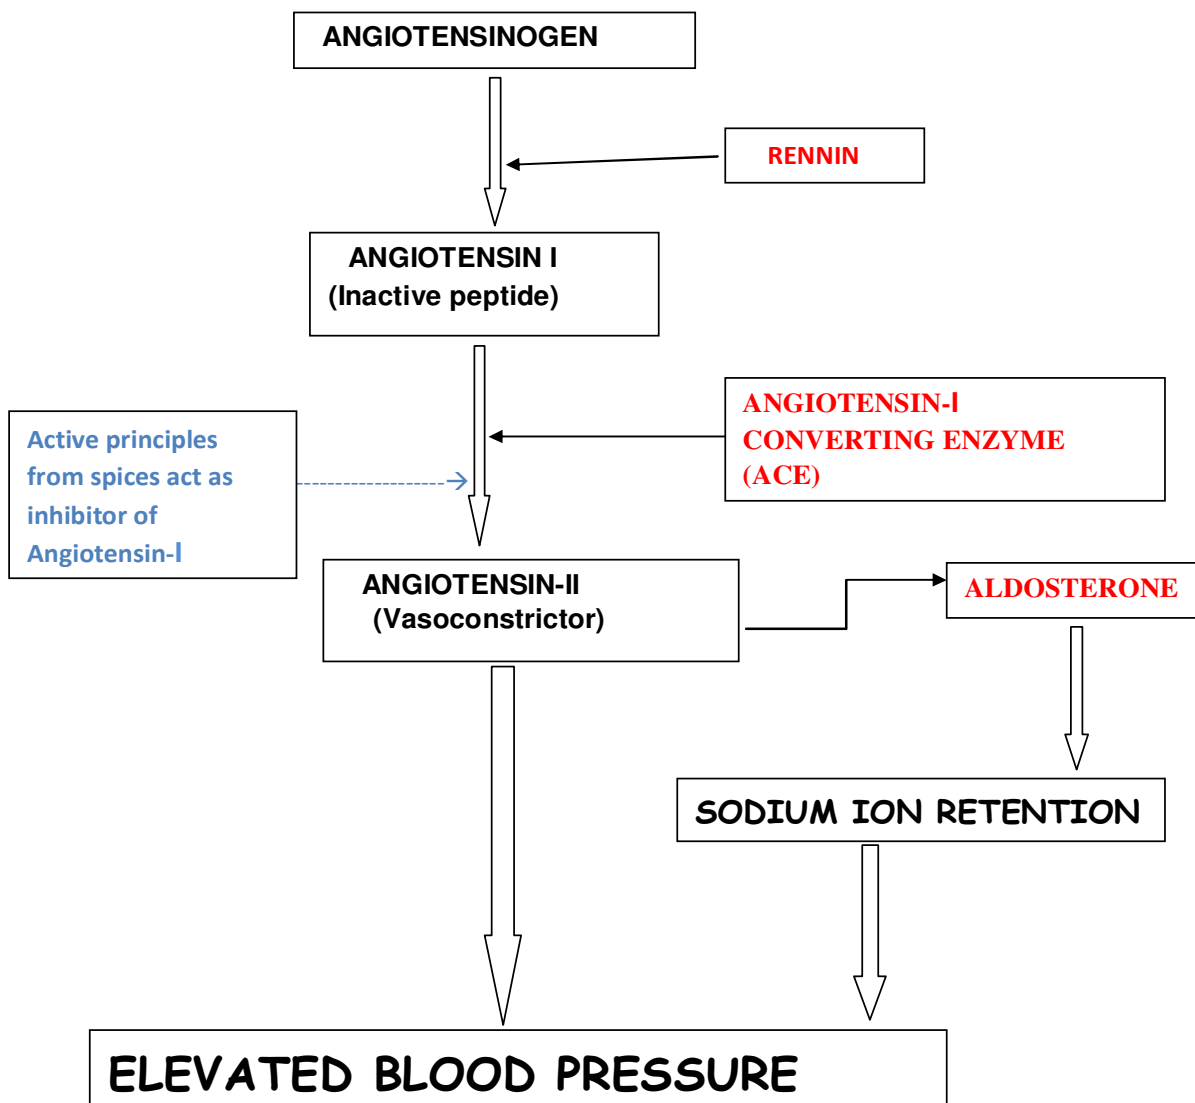 ANGIOTENSINOGEN
RENNIN
ANGIOTENSIN I
(Inactive peptide)
ANGIOTENSIN-I
CONVERTING ENZYME
(ACE)
Active principles
from spices act as
inhibitor of
Angiotensin-I
ANGIOTENSIN-II
(Vasoconstrictor)
ALDOSTERONE
SODIUM ION RETENTION
ELEVATED BLOOD PRESSURE